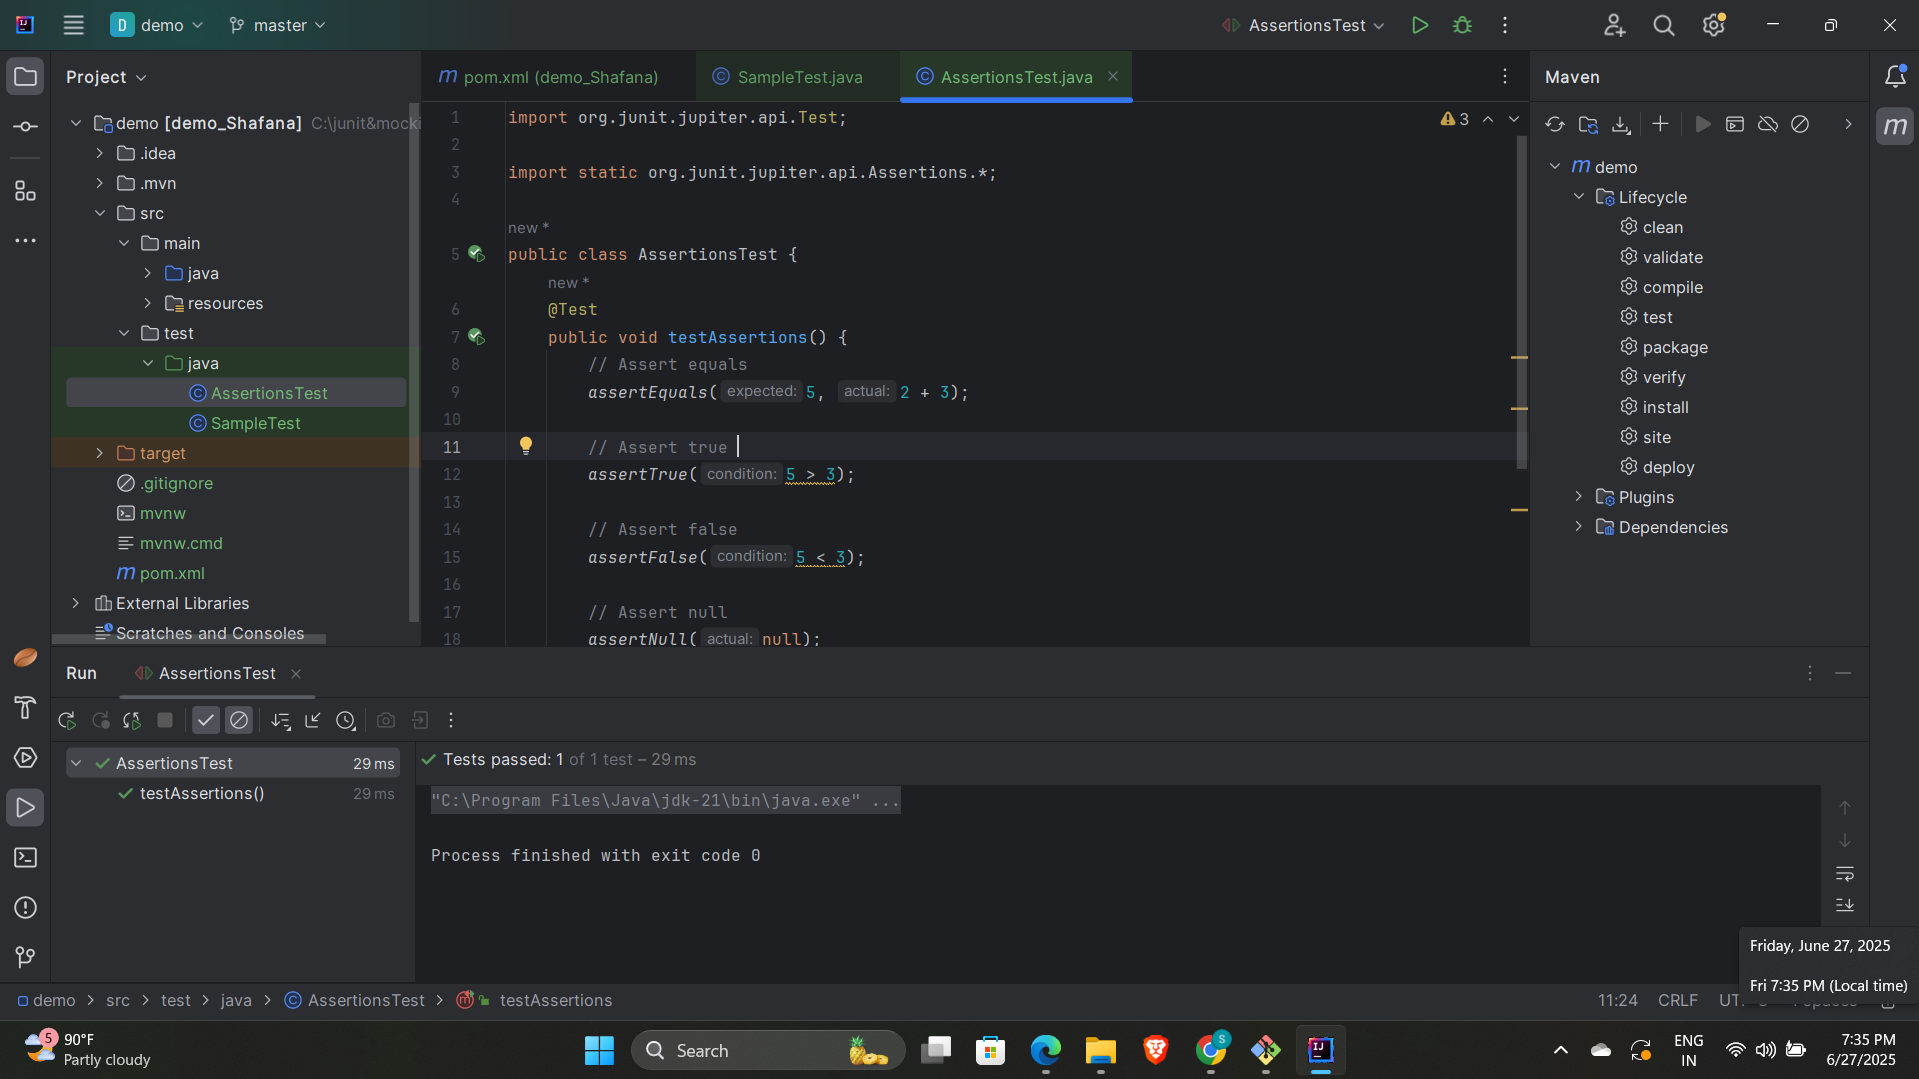 demo
master
AssertionsTest
Project
pom.xml (demo_Shafana)
SampleTest.java
AssertionsTest.java
Maven
demo [demo_Shafana] C:\junit&mocki
.idea
.mvn
src
main
java
resources
test
java
AssertionsTest
SampleTest
target
.gitignore
mvnw
mvnw.cmd
pom.xml
External Libraries
Scratches and Consoles
1 import org.junit.jupiter.api.Test;
3
2
3 import static org.junit.jupiter.api.Assertions.*;
4
new *
5 public class AssertionsTest {
new *
6 @Test
7 public void testAssertions() {
8 // Assert equals
9 assertEquals( expected: 5, actual: 2 + 3);
10
11 // Assert true
12 assertTrue( condition: 5 > 3);
13
14 // Assert false
15 assertFalse( condition: 5 < 3);
16
17 // Assert null
18 assertNull( actual: null);
demo
Lifecycle
clean
validate
compile
test
package
verify
install
site
deploy
Plugins
Dependencies
Run
AssertionsTest
AssertionsTest 29 ms
testAssertions() 29 ms
Tests passed: 1 of 1 test – 29 ms
"C:\Program Files\Java\jdk-21\bin\java.exe" ...
Process finished with exit code 0
Friday, June 27, 2025
Fri 7:35 PM (Local time)
demo > src > test > java > AssertionsTest > testAssertions
11:24 CRLF
5
90°F
Partly cloudy
Search
ENG
IN
7:35 PM
6/27/2025